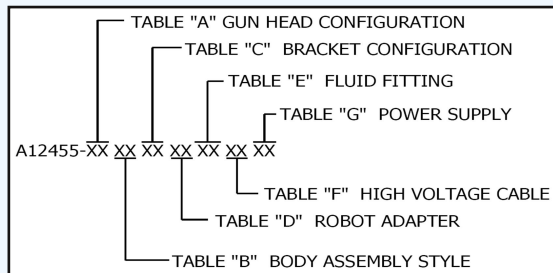 TABLE "A" GUN HEAD CONFIGURATION
TABLE "C" BRACKET CONFIGURATION
TABLE "E" FLUID FITTING
TABLE "G" POWER SUPPLY
A12455-XX XX XX XX XX XX XX
TABLE "F" HIGH VOLTAGE CABLE
TABLE "D" ROBOT ADAPTER
TABLE "B" BODY ASSEMBLY STYLE